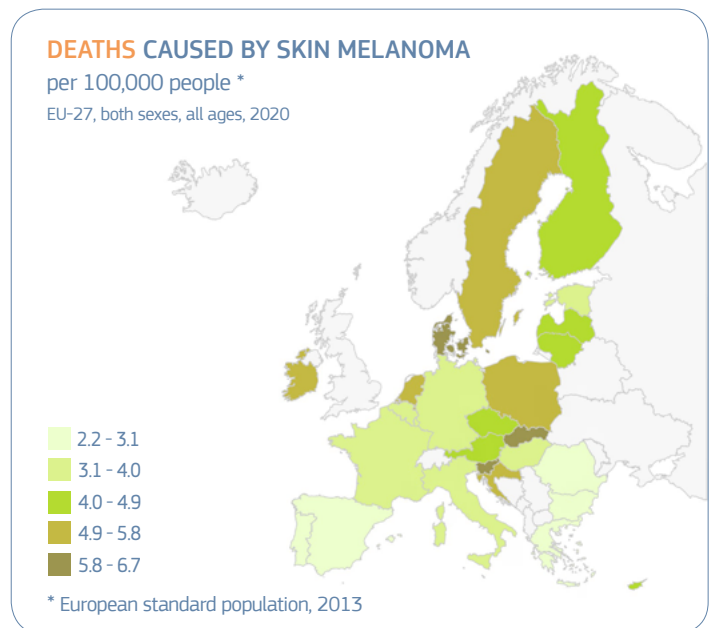 DEATHS CAUSED BY SKIN MELANOMA
per 100,000 people *
EU-27, both sexes, all ages, 2020
2.2 - 3.1
3.1 - 4.0
4.0 - 4.9
4.9 - 5.8
5.8 - 6.7
* European standard population, 2013